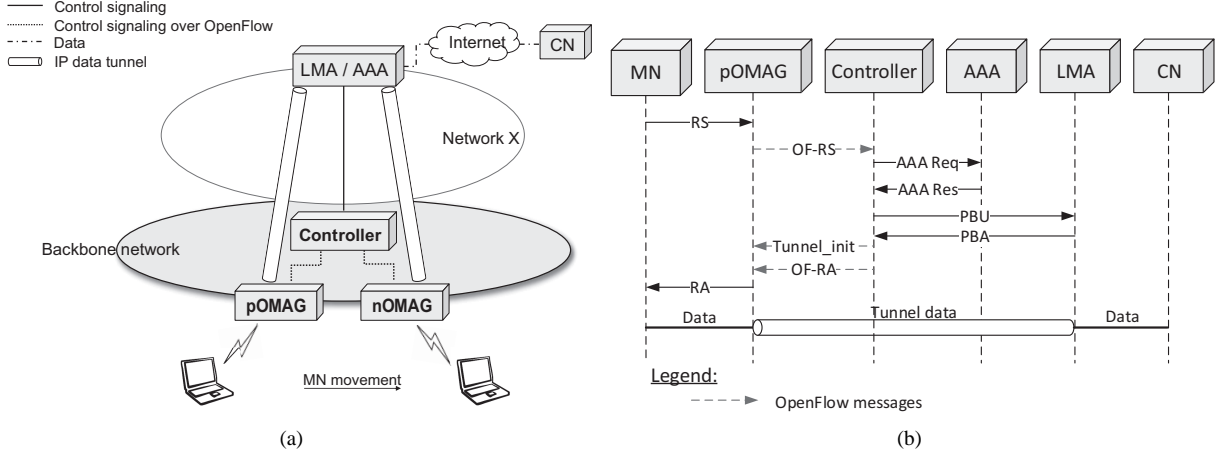 Control signaling
Control signaling over OpenFlow
Data
IP data tunnel
Internet
CN
LMA / AAA
Network X
Controller
Backbone network
pOMAG
nOMAG
MN movement
(a)
MN
pOMAG
Controller
AAA
LMA
CN
RS
OF-RS
AAA Req
AAA Res
PBU
PBA
Tunnel_init
OF-RA
RA
Data
Tunnel data
Data
Legend:
OpenFlow messages
(b)